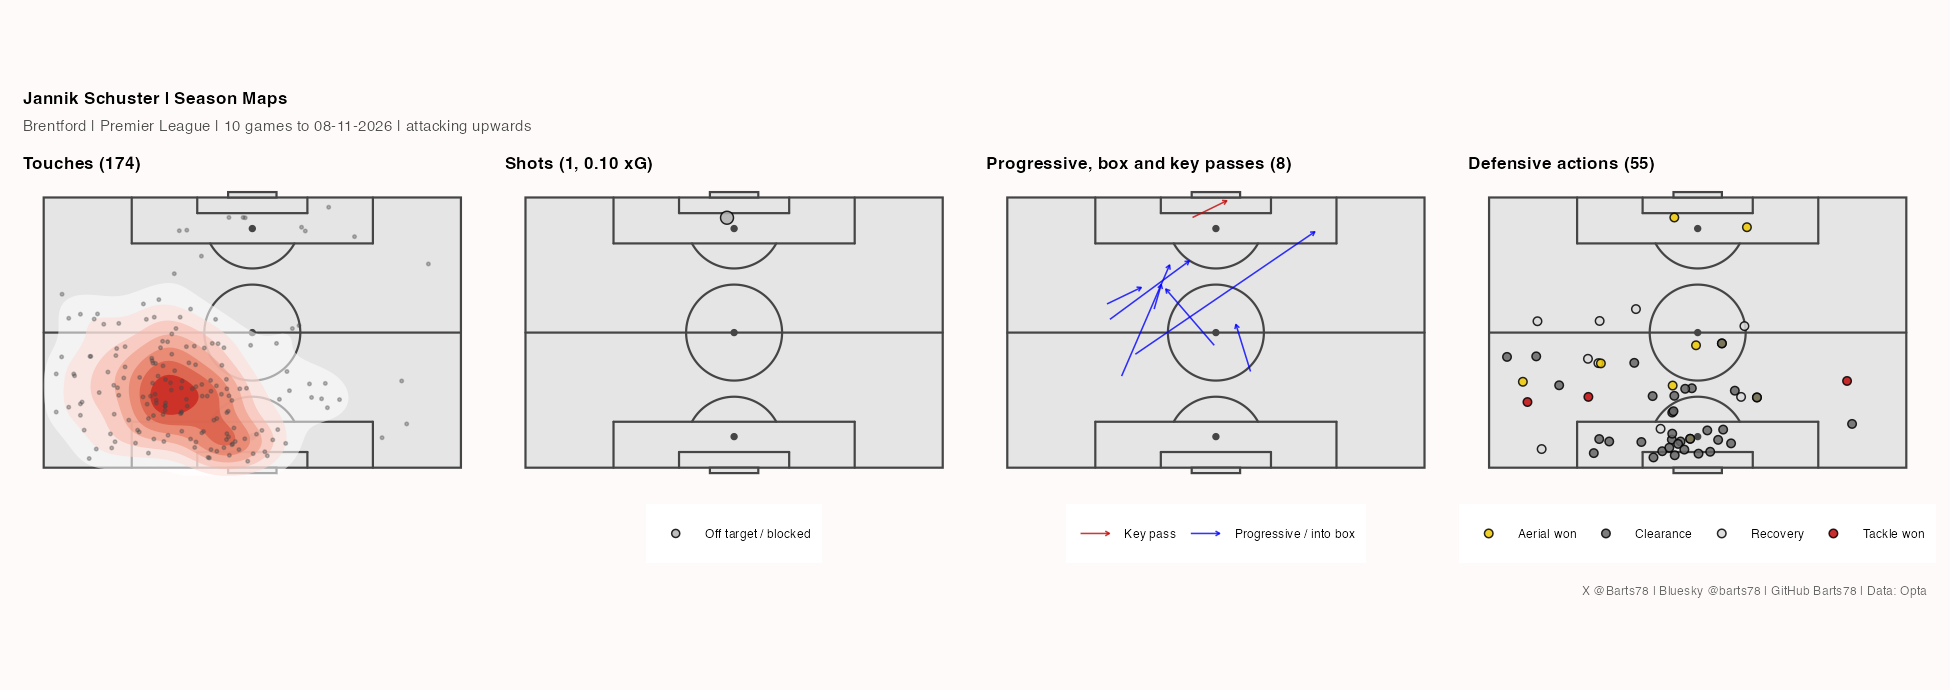 Jannik Schuster | Season Maps
Brentford | Premier League | 10 games to 08-11-2026 | attacking upwards
Touches (174)
Shots (1, 0.10 xG)
Progressive, box and key passes (8)
Defensive actions (55)
Off target / blocked
Key pass
Progressive / into box
Aerial won
Clearance
Recovery
Tackle won
X @Barts78 | Bluesky @barts78 | GitHub Barts78 | Data: Opta